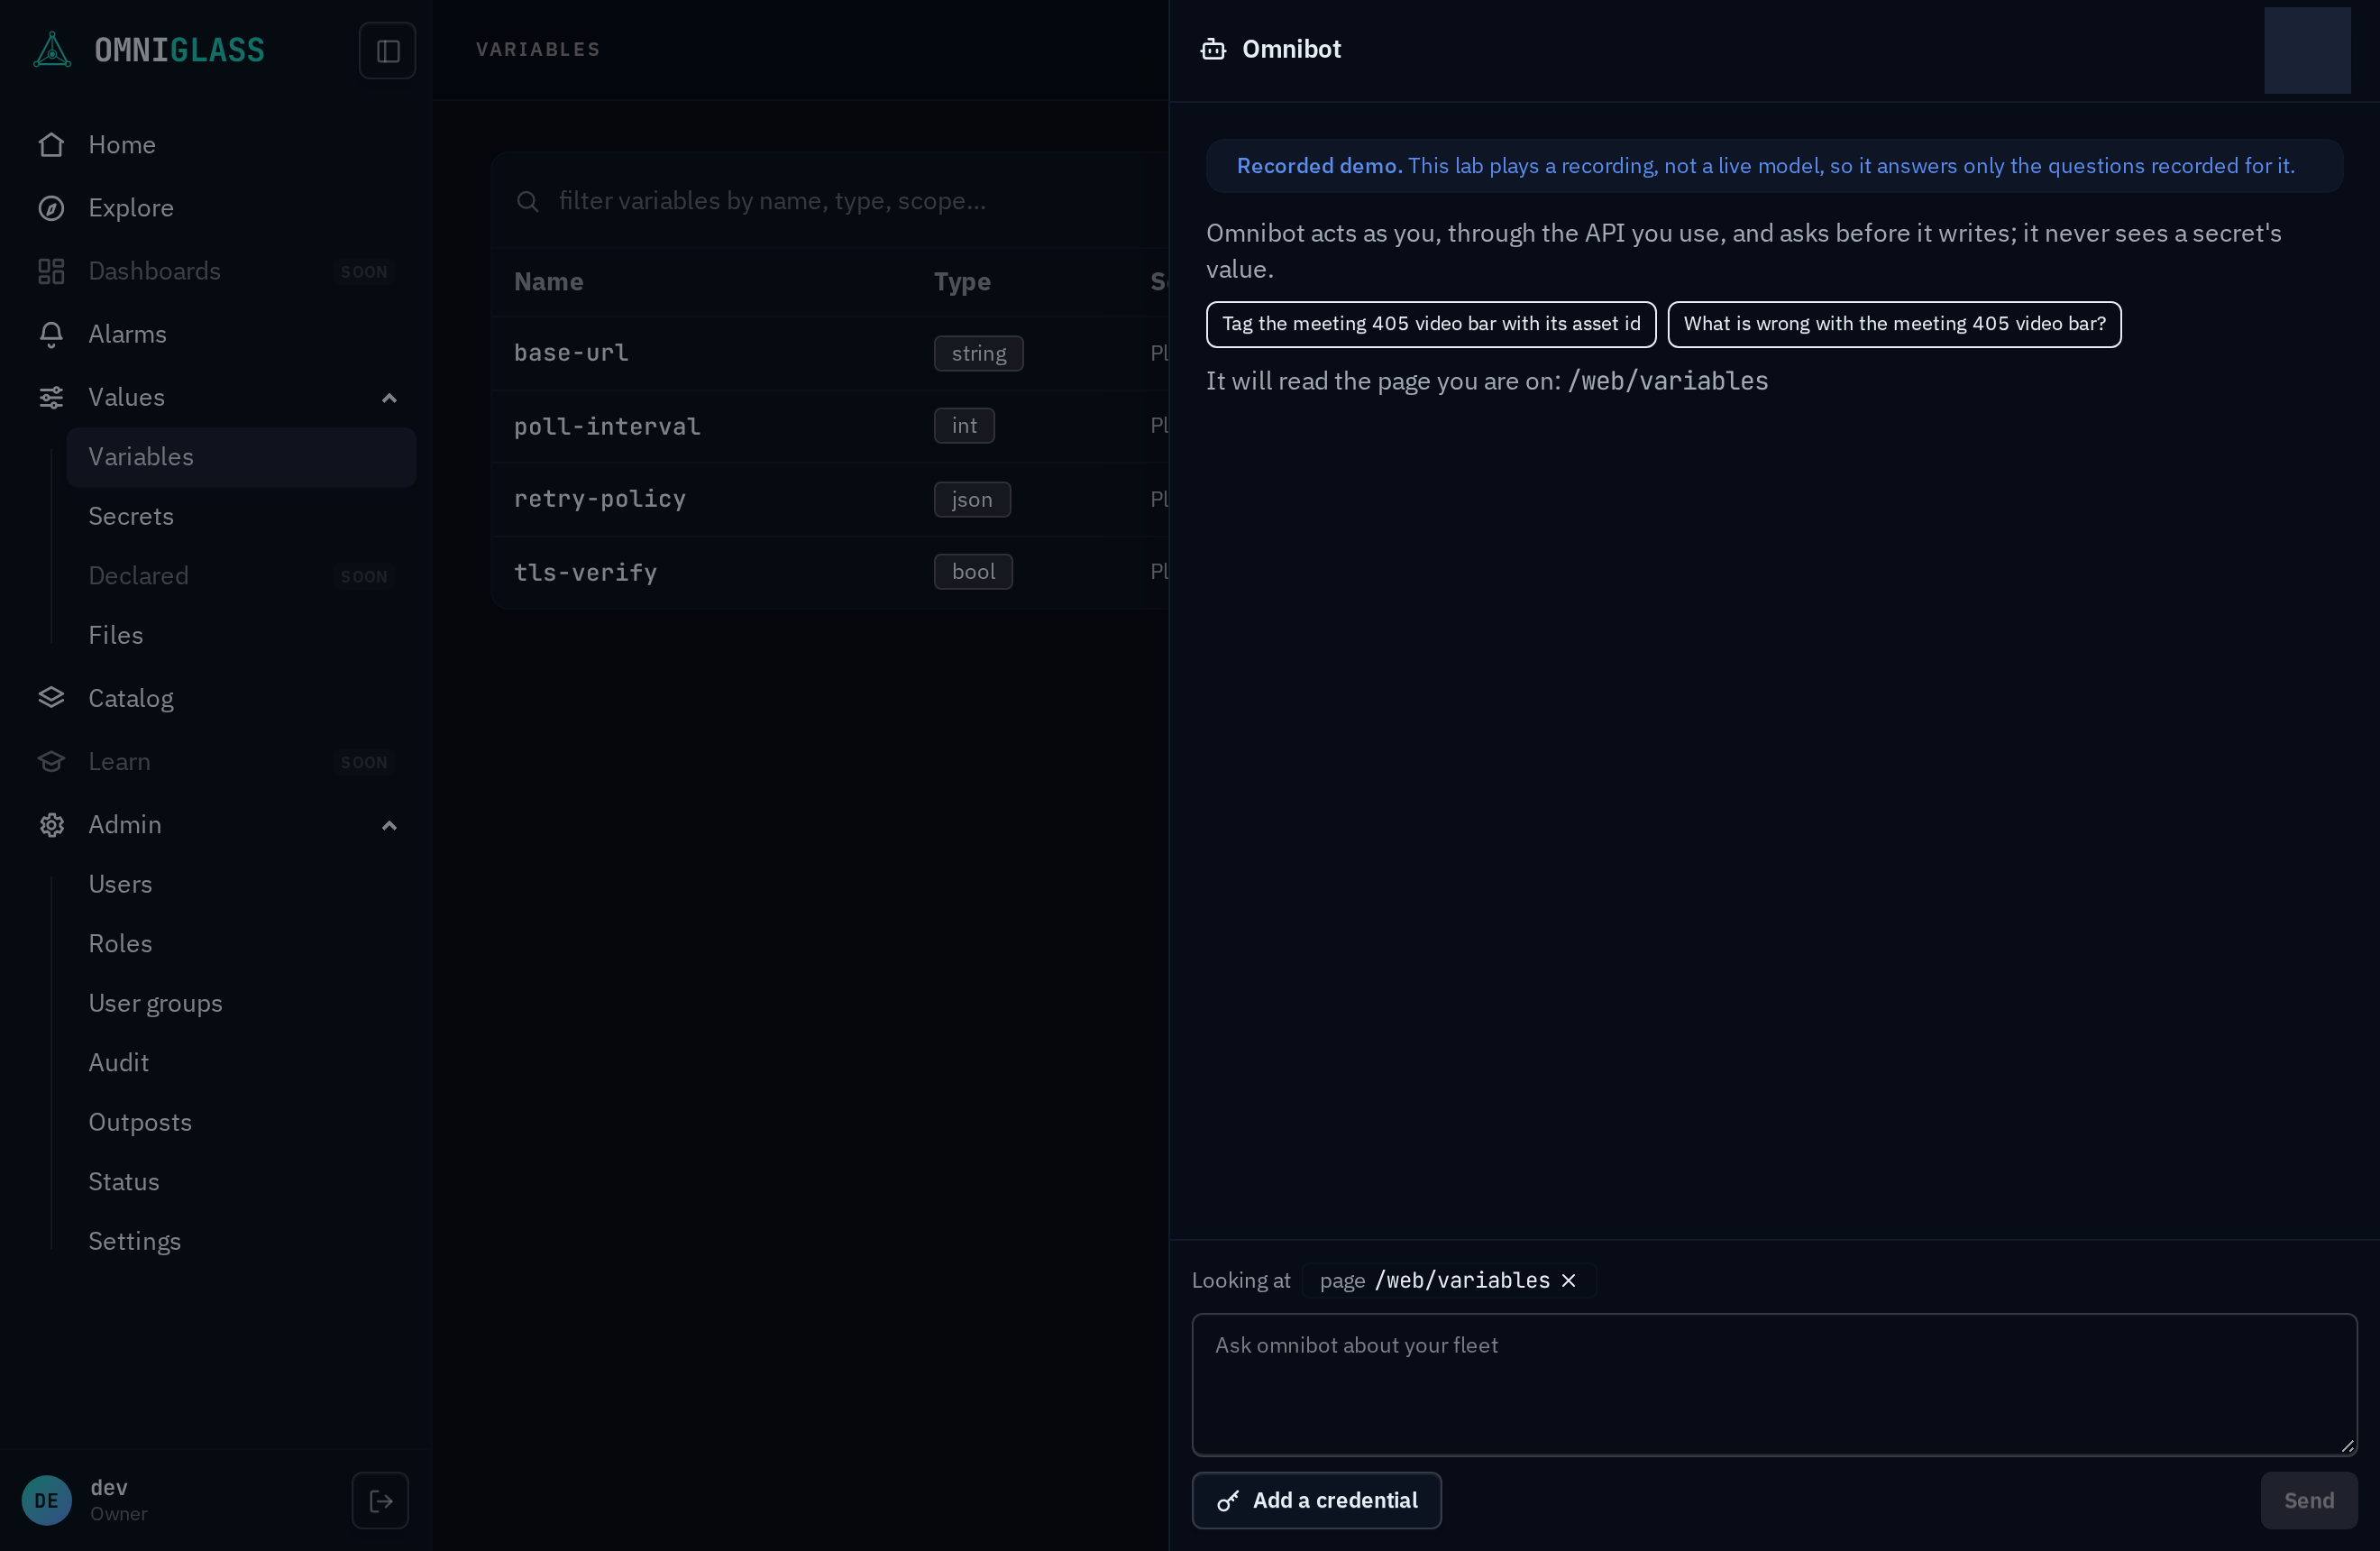 OMNIGLASS
Home
Explore
Dashboards SOON
Alarms
Values
Variables
Secrets
Declared SOON
Files
Catalog
Learn SOON
Admin
Users
Roles
User groups
Audit
Outposts
Status
Settings
DE
dev
Owner
VARIABLES
filter variables by name, type, scope...
Name Type
base-url string
poll-interval int
retry-policy json
tls-verify bool
Omnibot
Recorded demo. This lab plays a recording, not a live model, so it answers only the questions recorded for it.
Omnibot acts as you, through the API you use, and asks before it writes; it never sees a secret's
value.
Tag the meeting 405 video bar with its asset id
What is wrong with the meeting 405 video bar?
It will read the page you are on: /web/variables
Looking at page /web/variables
Ask omnibot about your fleet
Add a credential
Send